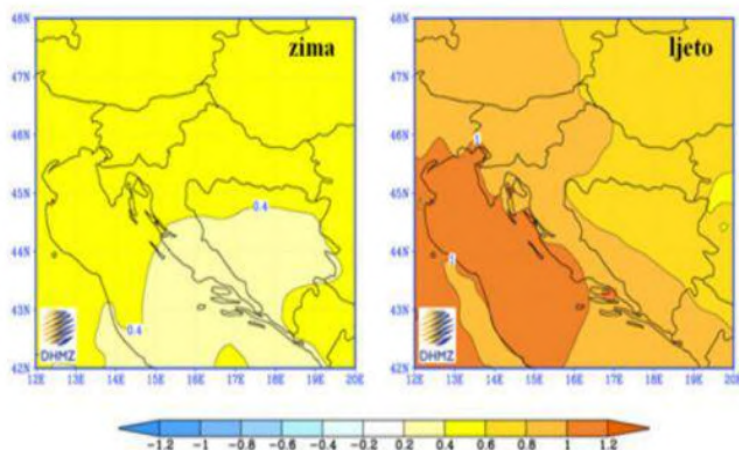 48N
zima
47N
46N
45N
0.4
44N
43N
0.4
DHMZ
42N
12E 13E 14E 15E 16E 17E 18E 19E 20E
48N
ljeto
47N
46N
1
45N
44N
1
43N
DHMZ
42N
12E 13E 14E 15E 16E 17E 18E 19E 20E
-1.2 -1 -0.8 -0.6 -0.4 -0.2 0.2 0.4 0.6 0.8 1 1.2